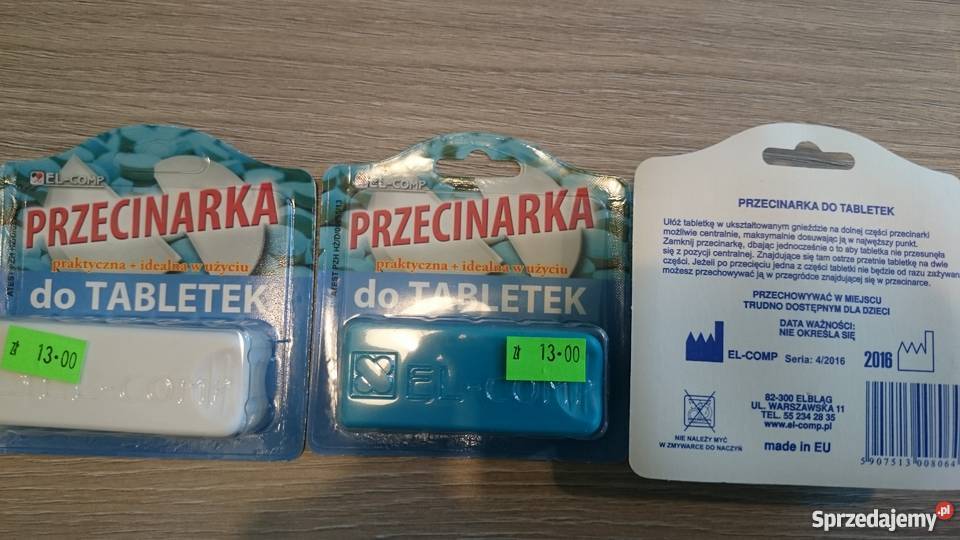 EL-COMP
PRZECINARKA
praktyczna + idealna w użyciu
do TABLETEK
zł 13.00
EL-COMP
PRZECINARKA
praktyczna + idealna w użyciu
do TABLETEK
zł 13.00
EL-COMP
PRZECINARKA DO TABLETEK
Ułóż tabletkę w ukształtowanym gnieździe na dolnej części przecinarki
możliwie centralnie, maksymalnie dosuwając ją w najwęższy punkt.
Zamknij przecinarkę, dbając jednocześnie o to aby tabletka nie przesunęła
się z pozycji centralnej. Znajdujące się tam ostrze przetnie tabletkę na dwie
części. Jeżeli po przecięciu jedna z części tabletki nie będzie od razu zażywana
możesz przechowywać ją w przegródce znajdującej się w przecinarce.
PRZECHOWYWAĆ W MIEJSCU
TRUDNO DOSTĘPNYM DLA DZIECI
DATA WAŻNOŚCI:
NIE OKREŚLA SIĘ
EL-COMP Seria: 4/2016 2016
NIE NALEŻY MYĆ
W ZMYWARCE DO NACZYŃ
82-300 ELBLĄG
UL. WARSZAWSKA 11
TEL. 55 234 28 35
www.el-comp.pl
made in EU
5 907513 008064
Sprzedajemy.pl